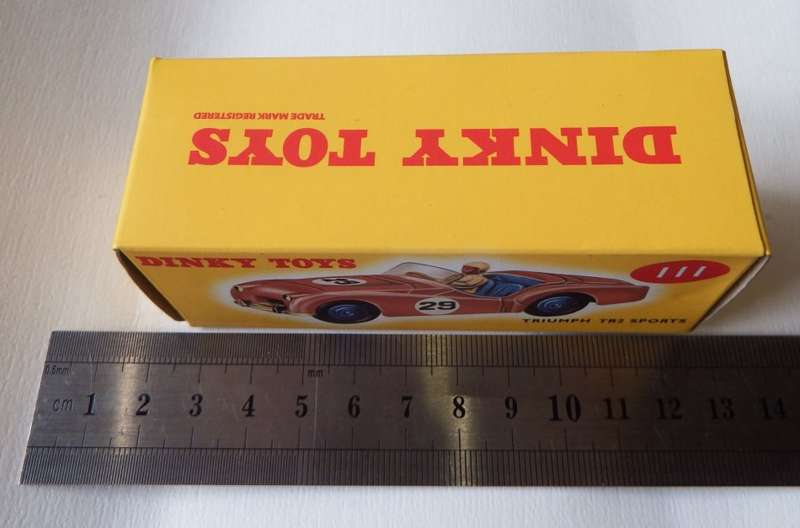 TRADE MARK REGISTERED
DINKY TOYS
DINKY TOYS
111
3
29
TRIUMPH TR2 SPORTS
0.5mm
mm
cm 1 2 3 4 5 6 7 8 9 10 11 12 13 14